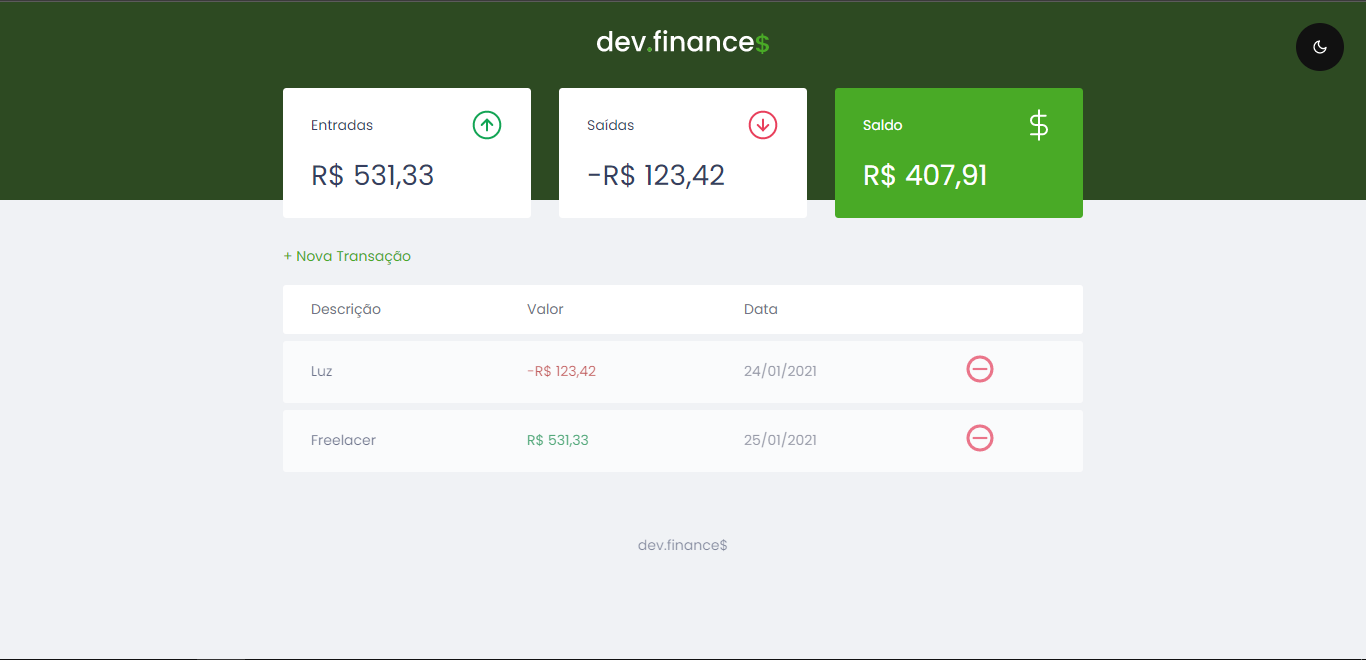 dev.finance$
Entradas
R$ 531,33
Saídas
-R$ 123,42
Saldo
$
R$ 407,91
+ Nova Transação
Descrição Valor Data
Luz -R$ 123,42 24/01/2021
Freelacer R$ 531,33 25/01/2021
dev.finance$